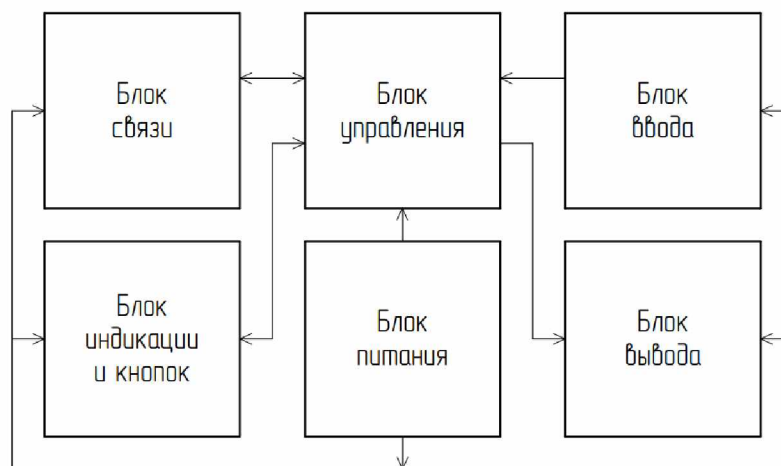 Блок
связи
Блок
управления
Блок
ввода
Блок
индикации
и кнопок
Блок
питания
Блок
вывода